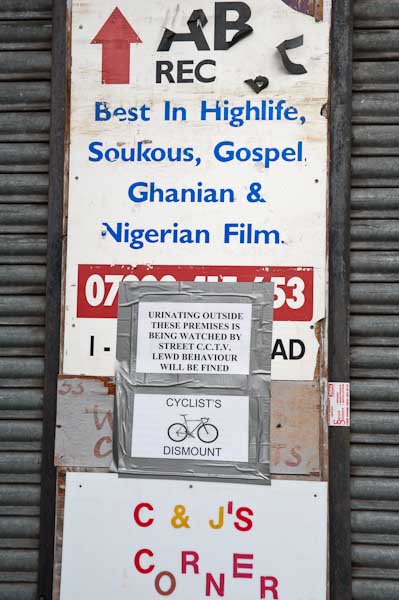 AB
REC
Best In Highlife,
Soukous, Gospel,
Ghanian &
Nigerian Film.
URINATING OUTSIDE
THESE PREMISES IS
BEING WATCHED BY
STREET C.C.T.V.
LEWD BEHAVIOUR
WILL BE FINED
CYCLIST'S
DISMOUNT
C & J'S
CORNER